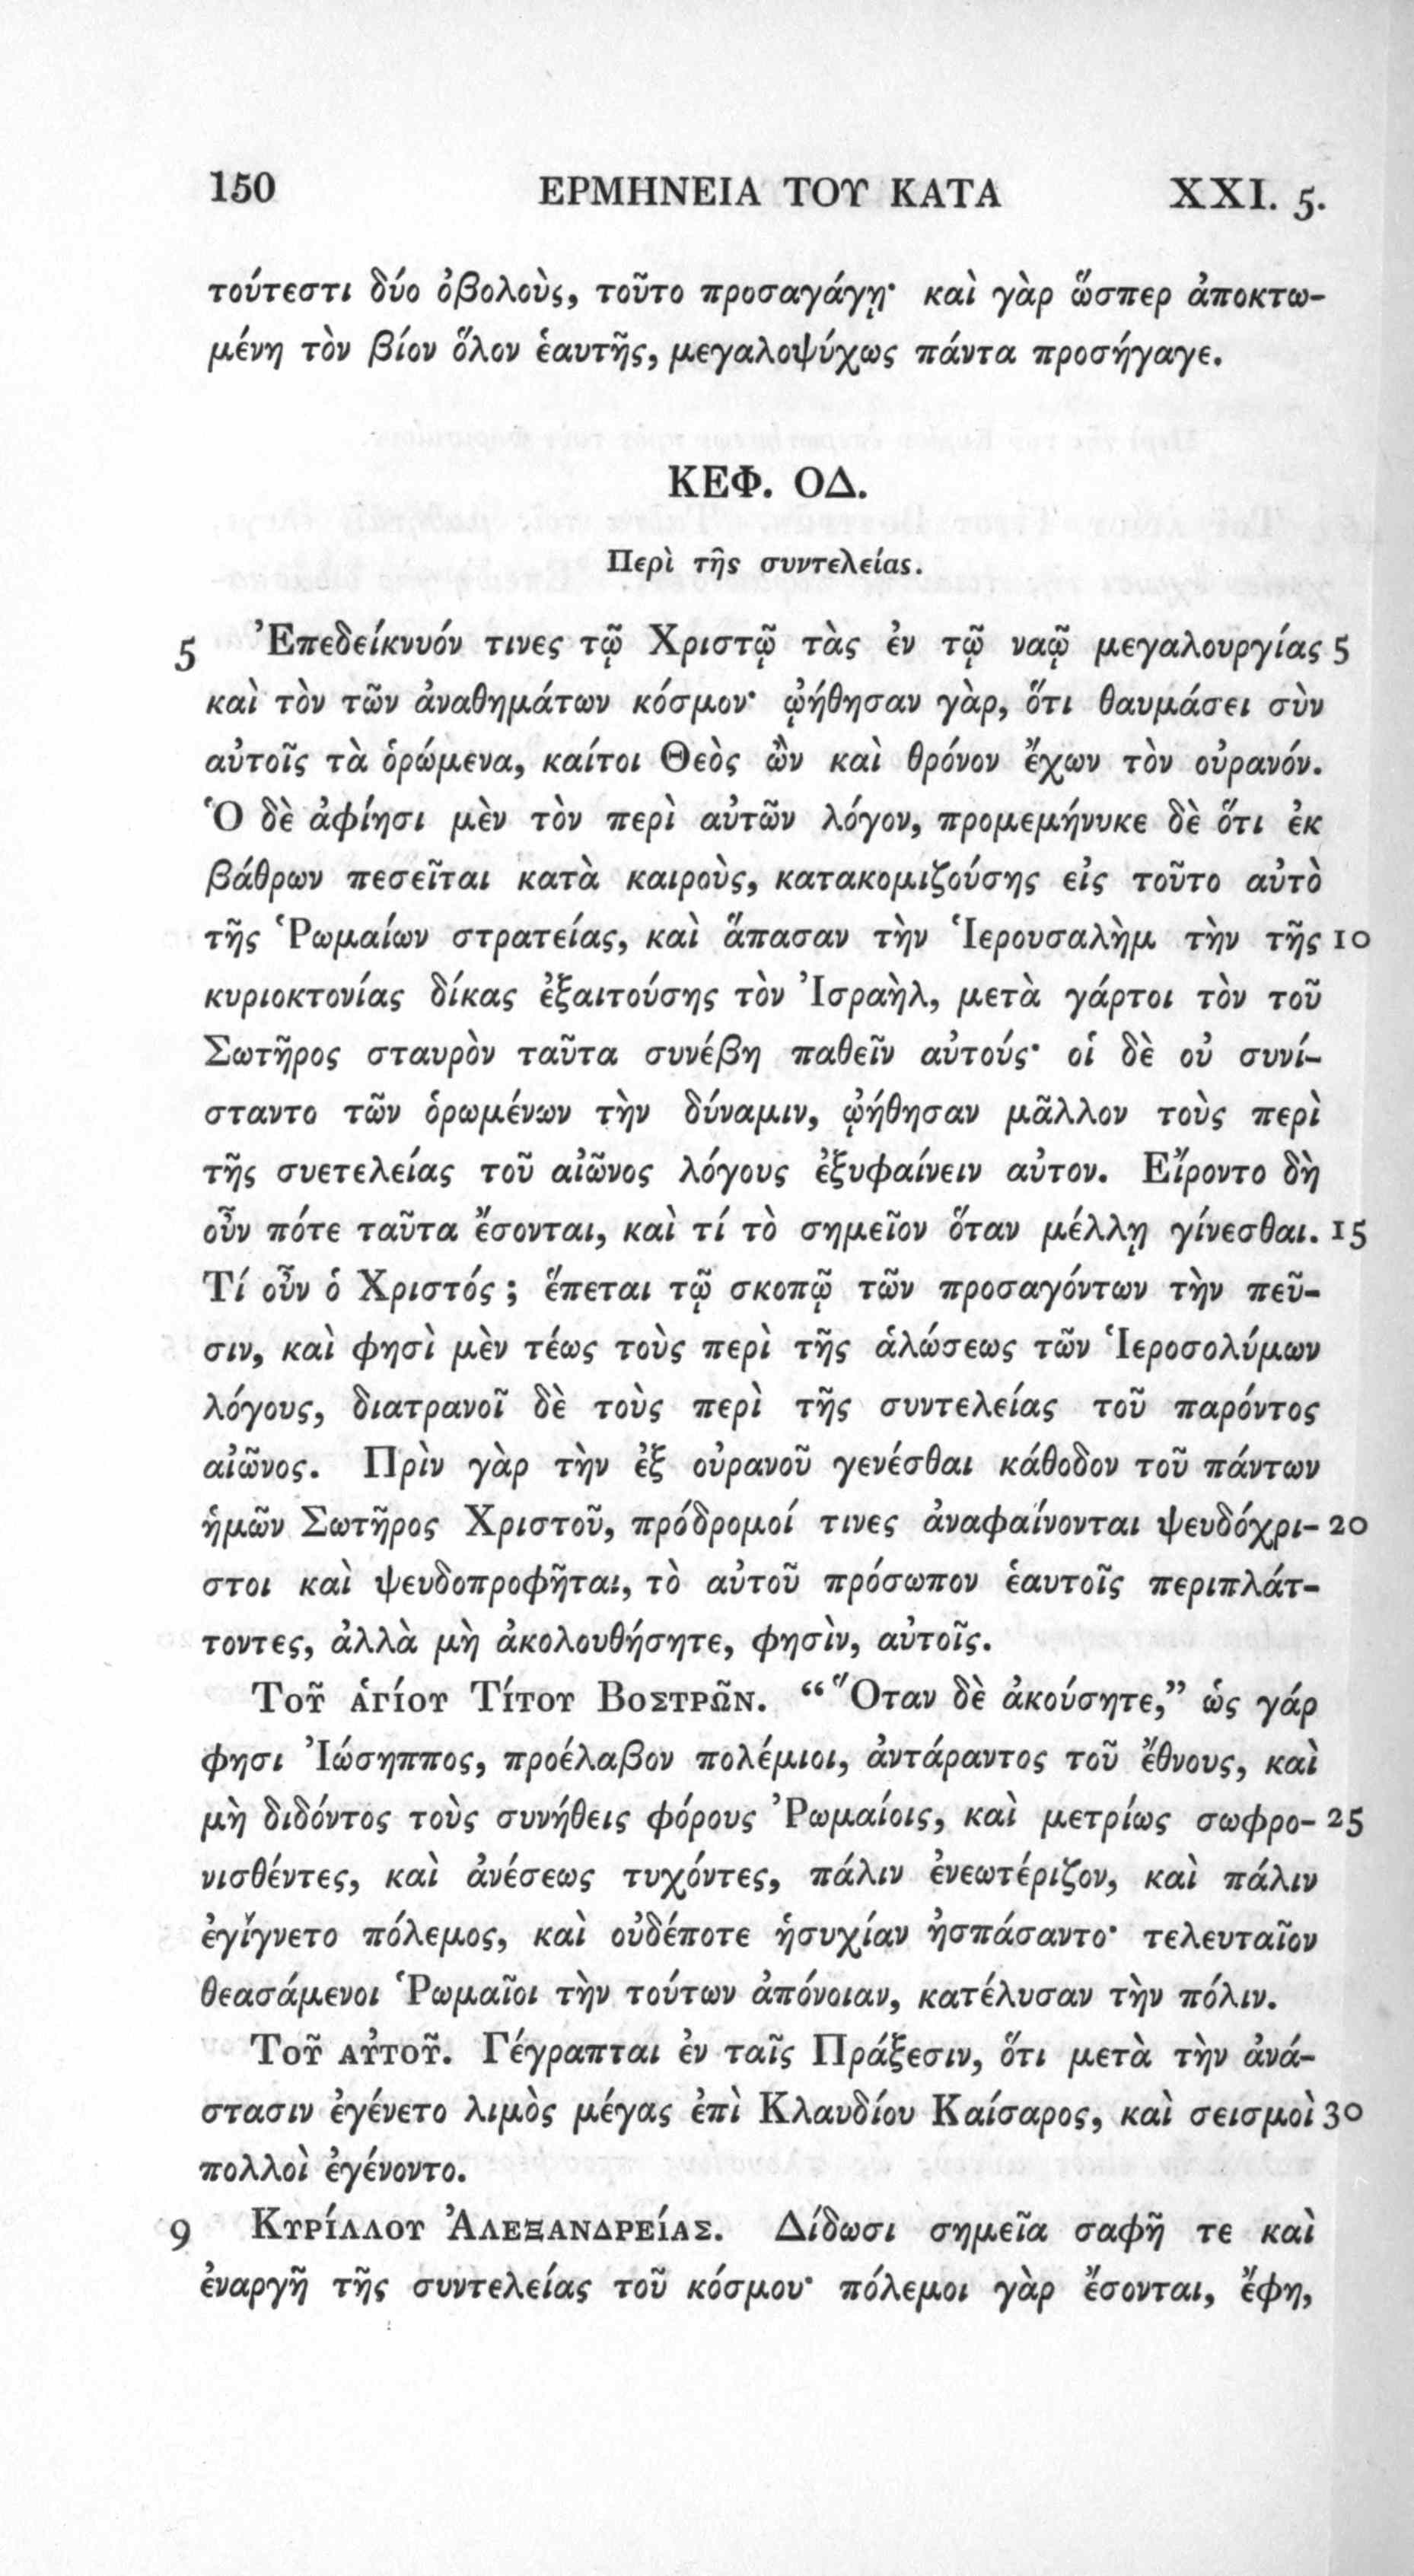 150 ΕΡΜΗΝΕΙΑ ΤΟΥ ΚΑΤΑ XXI. 5.
τούτεστι δύο ὀβολοὺς, τοῦτο προσαγάγῃ· καὶ γὰρ ὥσπερ ἀποκτω-
μένη τὸν βίον ὅλον ἑαυτῆς, μεγαλοψύχως πάντα προσήγαγε.
ΚΕΦ. ΟΔ.
Περὶ τῆς συντελείας.
5 Ἐπεδείκνυόν τινες τῷ Χριστῷ τὰς ἐν τῷ ναῷ μεγαλουργίας 5
καὶ τὸν τῶν ἀναθημάτων κόσμον· ᾠήθησαν γὰρ, ὅτι θαυμάσει σὺν
αὐτοῖς τὰ ὁρώμενα, καίτοι Θεὸς ὢν καὶ θρόνον ἔχων τὸν οὐρανόν.
Ὁ δὲ ἀφίησι μὲν τὸν περὶ αὐτῶν λόγον, προμεμήνυκε δὲ ὅτι ἐκ
βάθρων πεσεῖται κατὰ καιροὺς, κατακομιζούσης εἰς τοῦτο αὐτὸ
τῆς Ῥωμαίων στρατείας, καὶ ἅπασαν τὴν Ἱερουσαλὴμ τὴν τῆς 10
κυριοκτονίας δίκας ἐξαιτούσης τὸν Ἰσραὴλ, μετὰ γάρτοι τὸν τοῦ
Σωτῆρος σταυρὸν ταῦτα συνέβη παθεῖν αὐτούς· οἱ δὲ οὐ συνί-
σταντο τῶν ὁρωμένων τὴν δύναμιν, ᾠήθησαν μᾶλλον τοὺς περὶ
τῆς συετελείας τοῦ αἰῶνος λόγους ἐξυφαίνειν αὐτον. Εἴροντο δὴ
οὖν πότε ταῦτα ἔσονται, καὶ τί τὸ σημεῖον ὅταν μέλλῃ γίνεσθαι. 15
Τί οὖν ὁ Χριστός; ἕπεται τῷ σκοπῷ τῶν προσαγόντων τὴν πεῦ-
σιν, καὶ φησὶ μὲν τέως τοὺς περὶ τῆς ἁλώσεως τῶν Ἱεροσολύμων
λόγους, διατρανοῖ δὲ τοὺς περὶ τῆς συντελείας τοῦ παρόντος
αἰῶνος. Πρὶν γὰρ τὴν ἐξ οὐρανοῦ γενέσθαι κάθοδον τοῦ πάντων
ἡμῶν Σωτῆρος Χριστοῦ, πρόδρομοί τινες ἀναφαίνονται ψευδόχρι- 20
στοι καὶ ψευδοπροφῆται, τὸ αὐτοῦ πρόσωπον ἑαυτοῖς περιπλάτ-
τοντες, ἀλλὰ μὴ ἀκολουθήσητε, φησὶν, αὐτοῖς.
Τοῦ ἁγίου Τίτου Βοστρῶν. “Ὅταν δὲ ἀκούσητε,” ὡς γάρ
φησι Ἰώσηππος, προέλαβον πολέμιοι, ἀντάραντος τοῦ ἔθνους, καὶ
μὴ διδόντος τοὺς συνήθεις φόρους Ῥωμαίοις, καὶ μετρίως σωφρο- 25
νισθέντες, καὶ ἀνέσεως τυχόντες, πάλιν ἐνεωτέριζον, καὶ πάλιν
ἐγίγνετο πόλεμος, καὶ οὐδέποτε ἡσυχίαν ἠσπάσαντο· τελευταῖον
θεασάμενοι Ῥωμαῖοι τὴν τούτων ἀπόνοιαν, κατέλυσαν τὴν πόλιν.
Τοῦ αὐτοῦ. Γέγραπται ἐν ταῖς Πράξεσιν, ὅτι μετὰ τὴν ἀνά-
στασιν ἐγένετο λιμὸς μέγας ἐπὶ Κλαυδίου Καίσαρος, καὶ σεισμοὶ 30
πολλοὶ ἐγένοντο.
9 Κυρίλλου Ἀλεξανδρείας. Δίδωσι σημεῖα σαφῆ τε καὶ
ἐναργῆ τῆς συντελείας τοῦ κόσμου· πόλεμοι γὰρ ἔσονται, ἔφη,